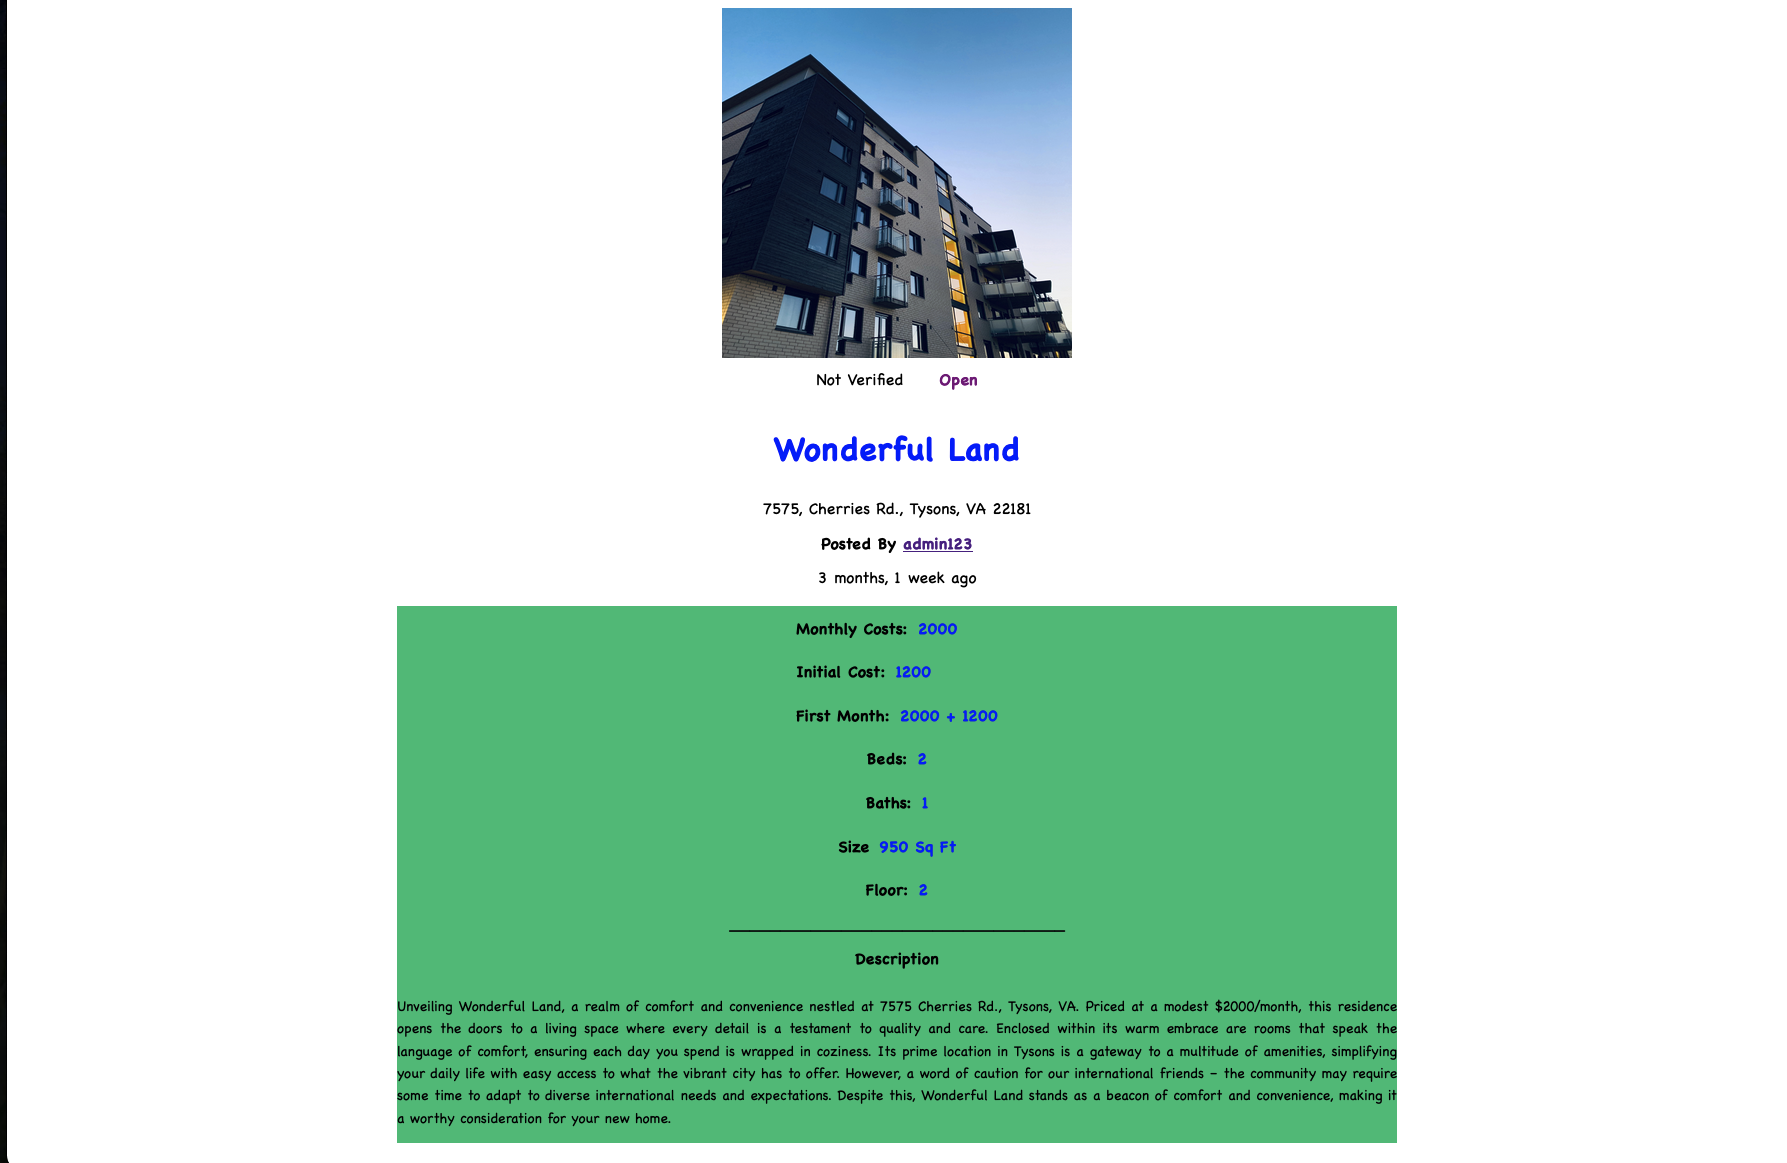 Not Verified Open
Wonderful Land
7575, Cherries Rd., Tysons, VA 22181
Posted By admin123
3 months, 1 week ago
Monthly Costs: 2000
Initial Cost: 1200
First Month: 2000 + 1200
Beds: 2
Baths: 1
Size 950 Sq Ft
Floor: 2
Description
Unveiling Wonderful Land, a realm of comfort and convenience nestled at 7575 Cherries Rd., Tysons, VA. Priced at a modest $2000/month, this residence
opens the doors to a living space where every detail is a testament to quality and care. Enclosed within its warm embrace are rooms that speak the
language of comfort, ensuring each day you spend is wrapped in coziness. Its prime location in Tysons is a gateway to a multitude of amenities, simplifying
your daily life with easy access to what the vibrant city has to offer. However, a word of caution for our international friends – the community may require
some time to adapt to diverse international needs and expectations. Despite this, Wonderful Land stands as a beacon of comfort and convenience, making it
a worthy consideration for your new home.